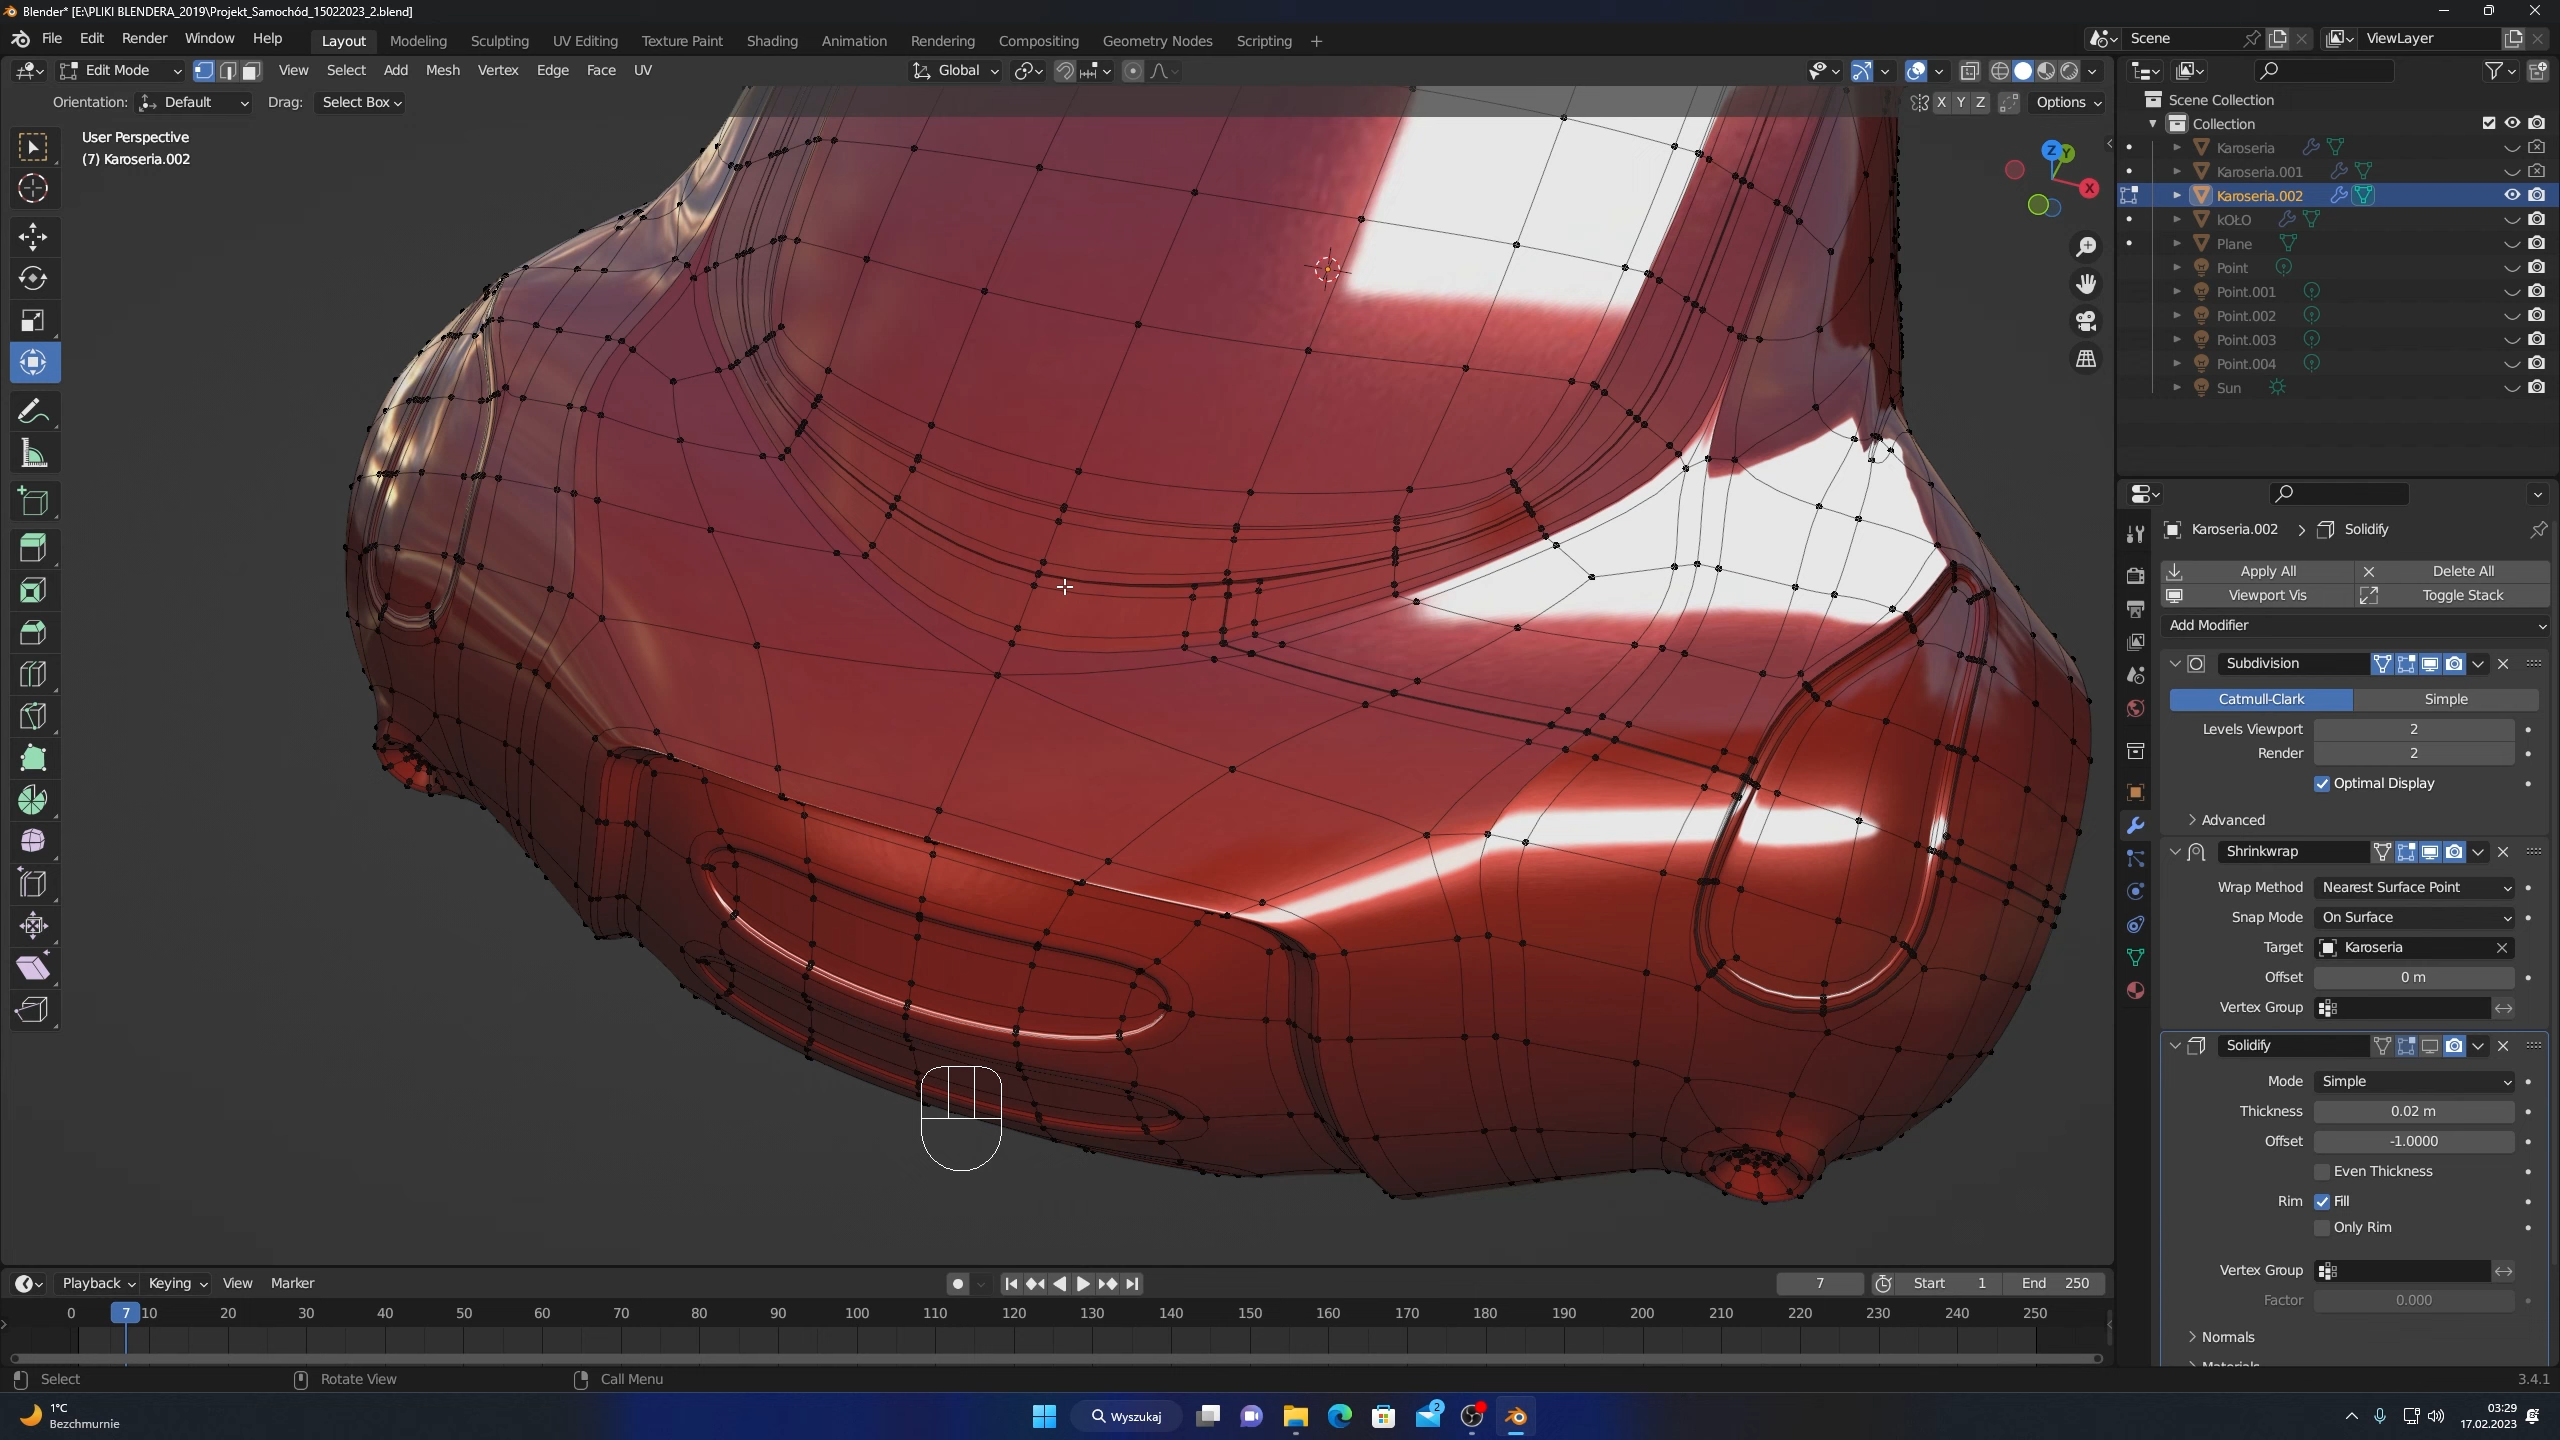 Blender* [E:\PLIKI BLENDERA_2019\Projekt_Samochód_15022023_2.blend]
File Edit Render Window Help Layout Modeling Sculpting UV Editing Texture Paint Shading Animation Rendering Compositing Geometry Nodes Scripting + Scene ViewLayer
Edit Mode View Select Add Mesh Vertex Edge Face UV Global
Orientation: Default Drag: Select Box X Y Z Options
User Perspective
(7) Karoseria.002
Z
Y
X
Scene Collection
Collection
Karoseria
Karoseria.001
Karoseria.002
kOŁO
Plane
Point
Point.001
Point.002
Point.003
Point.004
Sun
Karoseria.002 > Solidify
Apply All Delete All
Viewport Vis Toggle Stack
Add Modifier
Subdivision
Catmull-Clark Simple
Levels Viewport 2
Render 2
Optimal Display
Advanced
Shrinkwrap
Wrap Method Nearest Surface Point
Snap Mode On Surface
Target Karoseria
Offset 0 m
Vertex Group
Solidify
Mode Simple
Thickness 0.02 m
Offset -1.0000
Even Thickness
Rim Fill
Only Rim
Vertex Group
Factor 0.000
Normals
Materials
Playback Keying View Marker 7 Start 1 End 250
0 7 10 20 30 40 50 60 70 80 90 100 110 120 130 140 150 160 170 180 190 200 210 220 230 240 250
Select Rotate View Call Menu 3.4.1
1°C
Bezchmurnie
Wyszukaj
2
03:29
17.02.2023